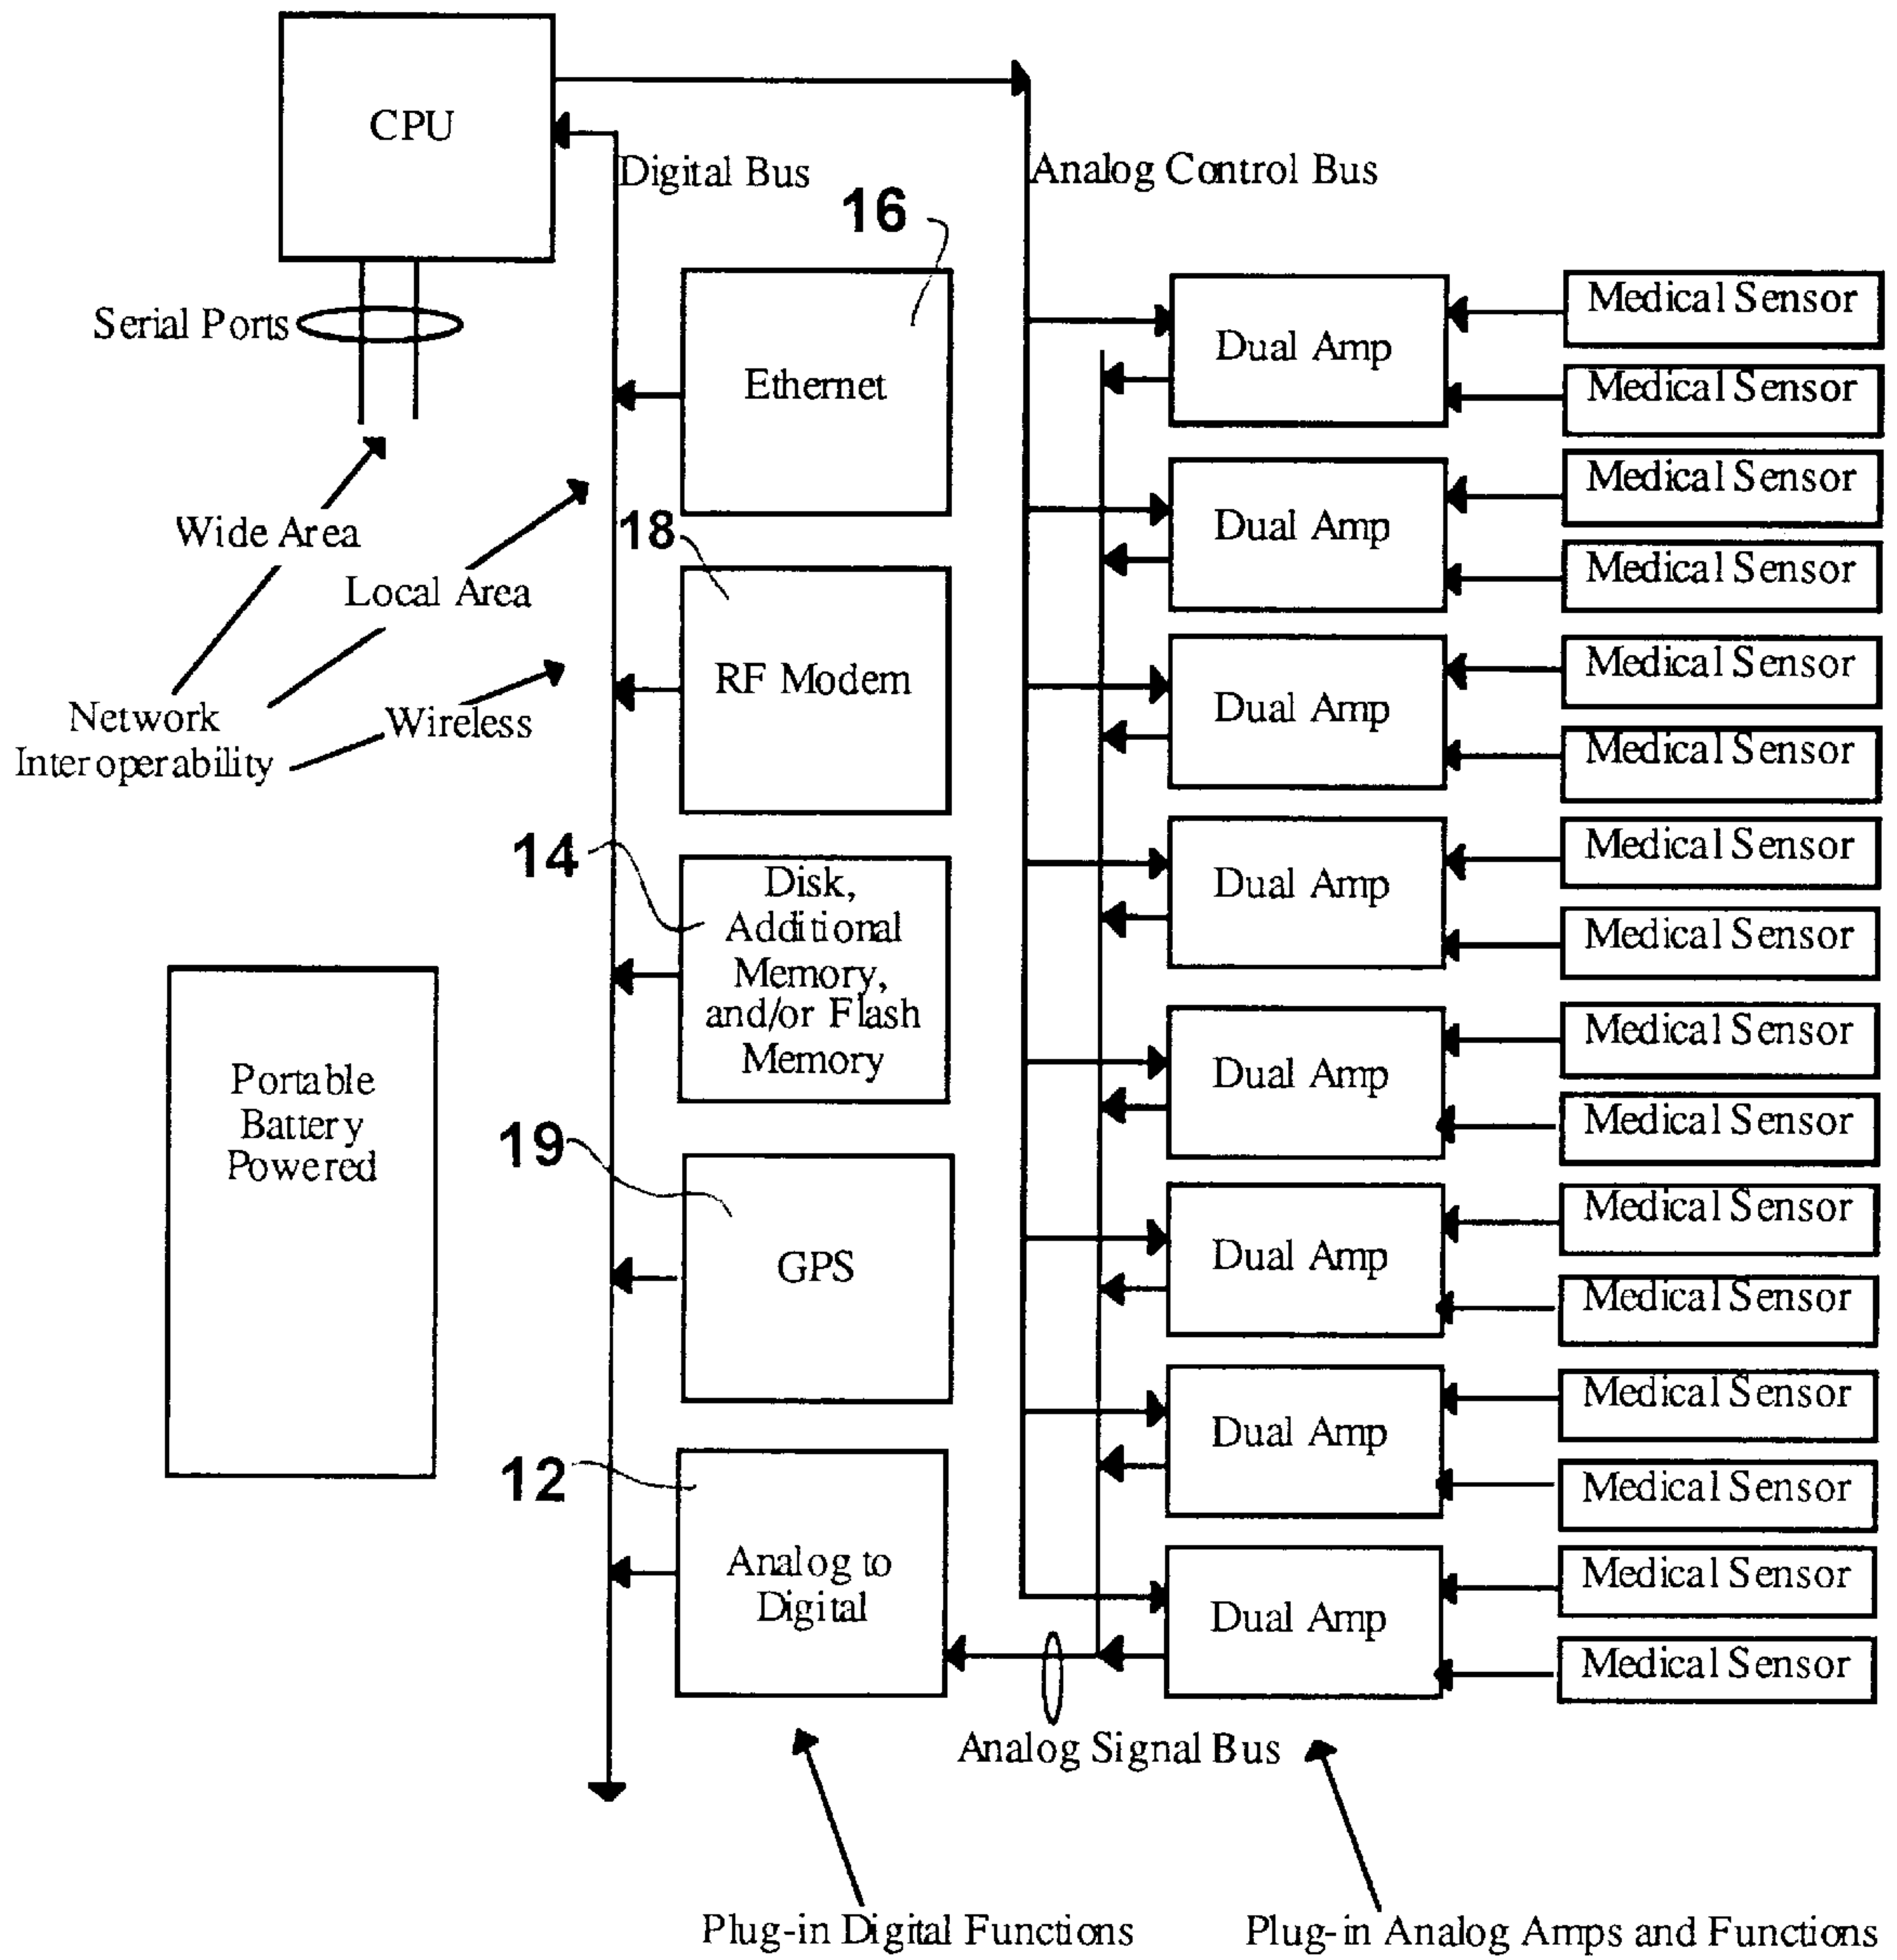 CPU
Digital Bus
Analog Control Bus
16
Serial Ports
Ethernet
Wide Area
Local Area
Wireless
Network
Interoperability
18
RF Modem
14
Disk,
Additional
Memory,
and/or Flash
Memory
Portable
Battery
Powered
19
GPS
12
Analog to
Digital
Dual Amp
Medical Sensor
Medical Sensor
Dual Amp
Medical Sensor
Medical Sensor
Dual Amp
Medical Sensor
Medical Sensor
Dual Amp
Medical Sensor
Medical Sensor
Dual Amp
Medical Sensor
Medical Sensor
Dual Amp
Medical Sensor
Medical Sensor
Dual Amp
Medical Sensor
Medical Sensor
Dual Amp
Medical Sensor
Medical Sensor
Analog Signal Bus
Plug-in Digital Functions
Plug-in Analog Amps and Functions